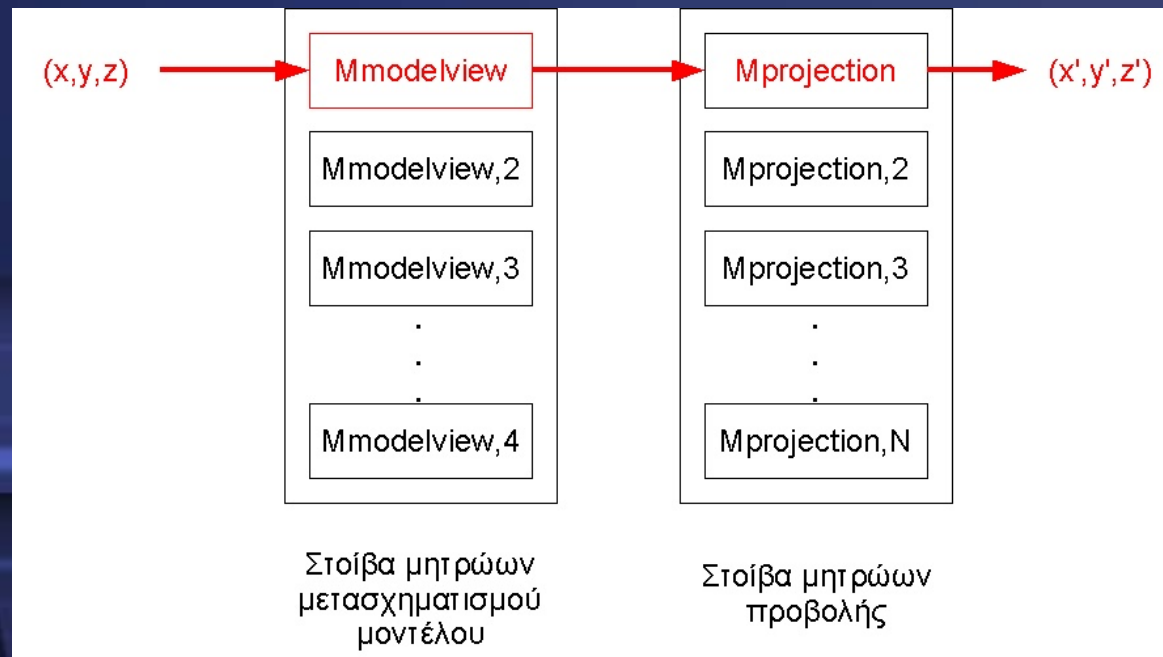 (x,y,z)
Mmodelview
Mprojection
(x',y',z')
Mmodelview,2
Mprojection,2
Mmodelview,3
Mprojection,3
.
.
.
.
.
.
Mmodelview,4
Mprojection,N
Στοίβα μητρώων
μετασχηματισμού
μοντέλου
Στοίβα μητρώων
προβολής